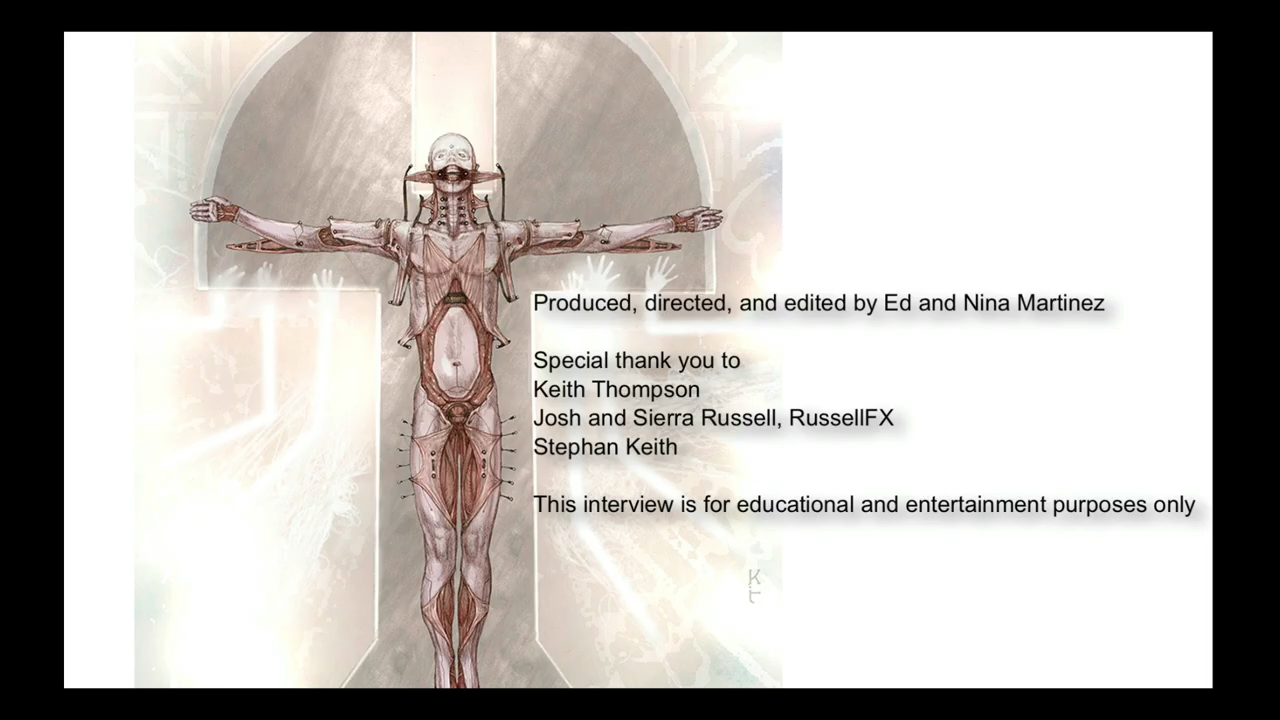 Produced, directed, and edited by Ed and Nina Martinez
Special thank you to
Keith Thompson
Josh and Sierra Russell, RussellFX
Stephan Keith
This interview is for educational and entertainment purposes only
KT